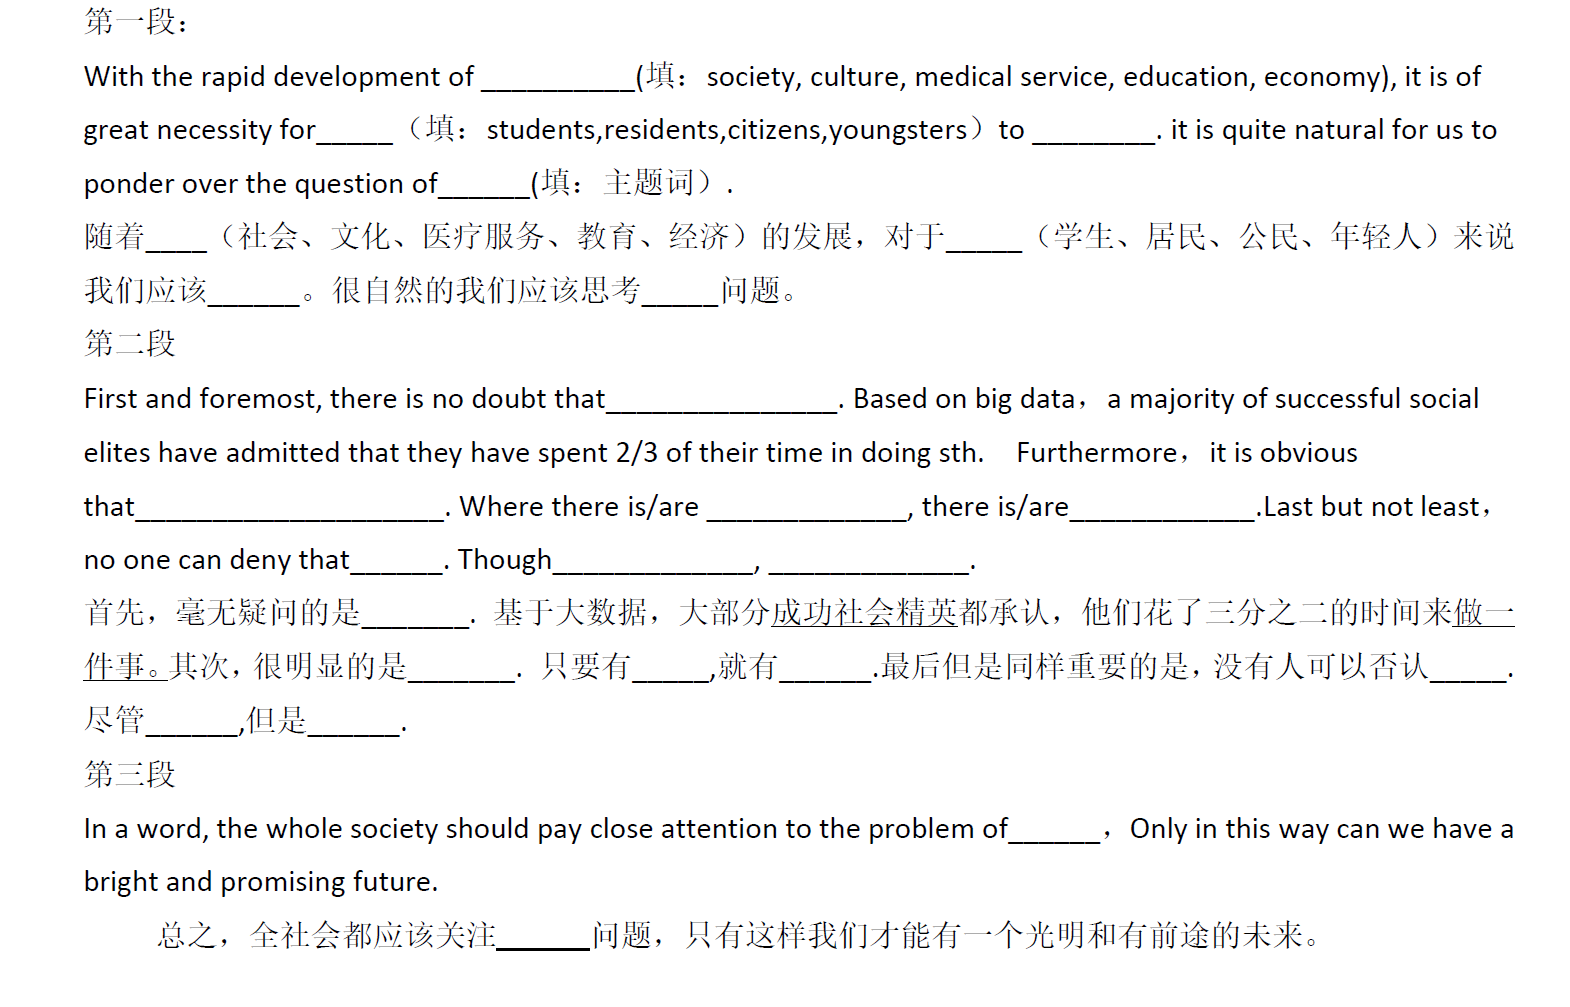 第一段：
With the rapid development of __________(填：society, culture, medical service, education, economy), it is of
great necessity for_____（填：students,residents,citizens,youngsters）to ________. it is quite natural for us to
ponder over the question of______(填：主题词）.
随着____（社会、文化、医疗服务、教育、经济）的发展，对于_____（学生、居民、公民、年轻人）来说
我们应该______。很自然的我们应该思考_____问题。
第二段
First and foremost, there is no doubt that_______________. Based on big data，a majority of successful social
elites have admitted that they have spent 2/3 of their time in doing sth.    Furthermore，it is obvious
that____________________. Where there is/are _____________, there is/are____________.Last but not least，
no one can deny that______. Though_____________, _____________.
首先，毫无疑问的是_______. 基于大数据，大部分成功社会精英都承认，他们花了三分之二的时间来做一
件事。其次，很明显的是_______. 只要有_____,就有______.最后但是同样重要的是，没有人可以否认_____.
尽管______,但是______.
第三段
In a word, the whole society should pay close attention to the problem of______，Only in this way can we have a
bright and promising future.
总之，全社会都应该关注______问题，只有这样我们才能有一个光明和有前途的未来。